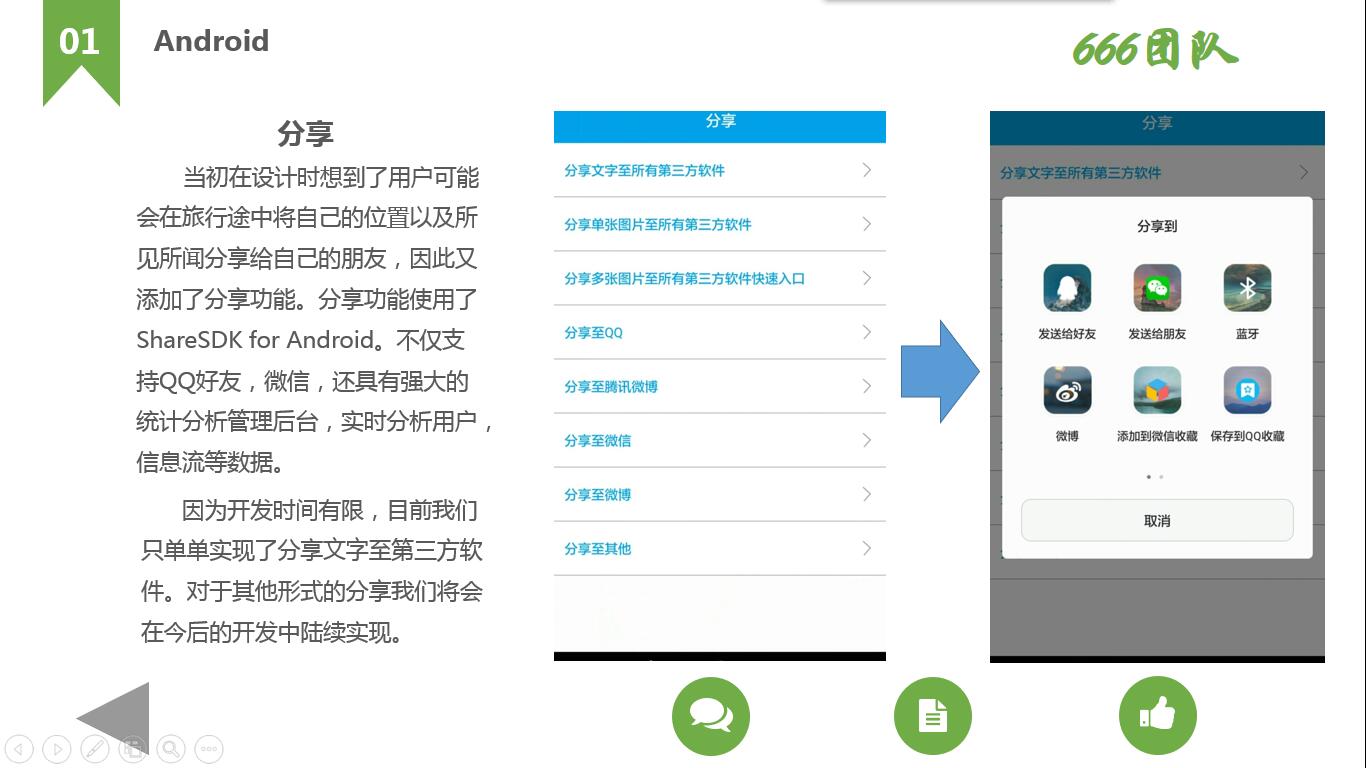 01
Android
666团队
分享
当初在设计时想到了用户可能
会在旅行途中将自己的位置以及所
见所闻分享给自己的朋友，因此又
添加了分享功能。分享功能使用了
ShareSDK for Android。不仅支
持QQ好友，微信，还具有强大的
统计分析管理后台，实时分析用户，
信息流等数据。
因为开发时间有限，目前我们
只单单实现了分享文字至第三方软
件。对于其他形式的分享我们将会
在今后的开发中陆续实现。
分享
分享文字至所有第三方软件
分享单张图片至所有第三方软件
分享多张图片至所有第三方软件快速入口
分享至QQ
分享至腾讯微博
分享至微信
分享至微博
分享至其他
分享
分享文字至所有第三方软件
分享到
发送给好友
发送给朋友
蓝牙
微博
添加到微信收藏
保存到QQ收藏
取消